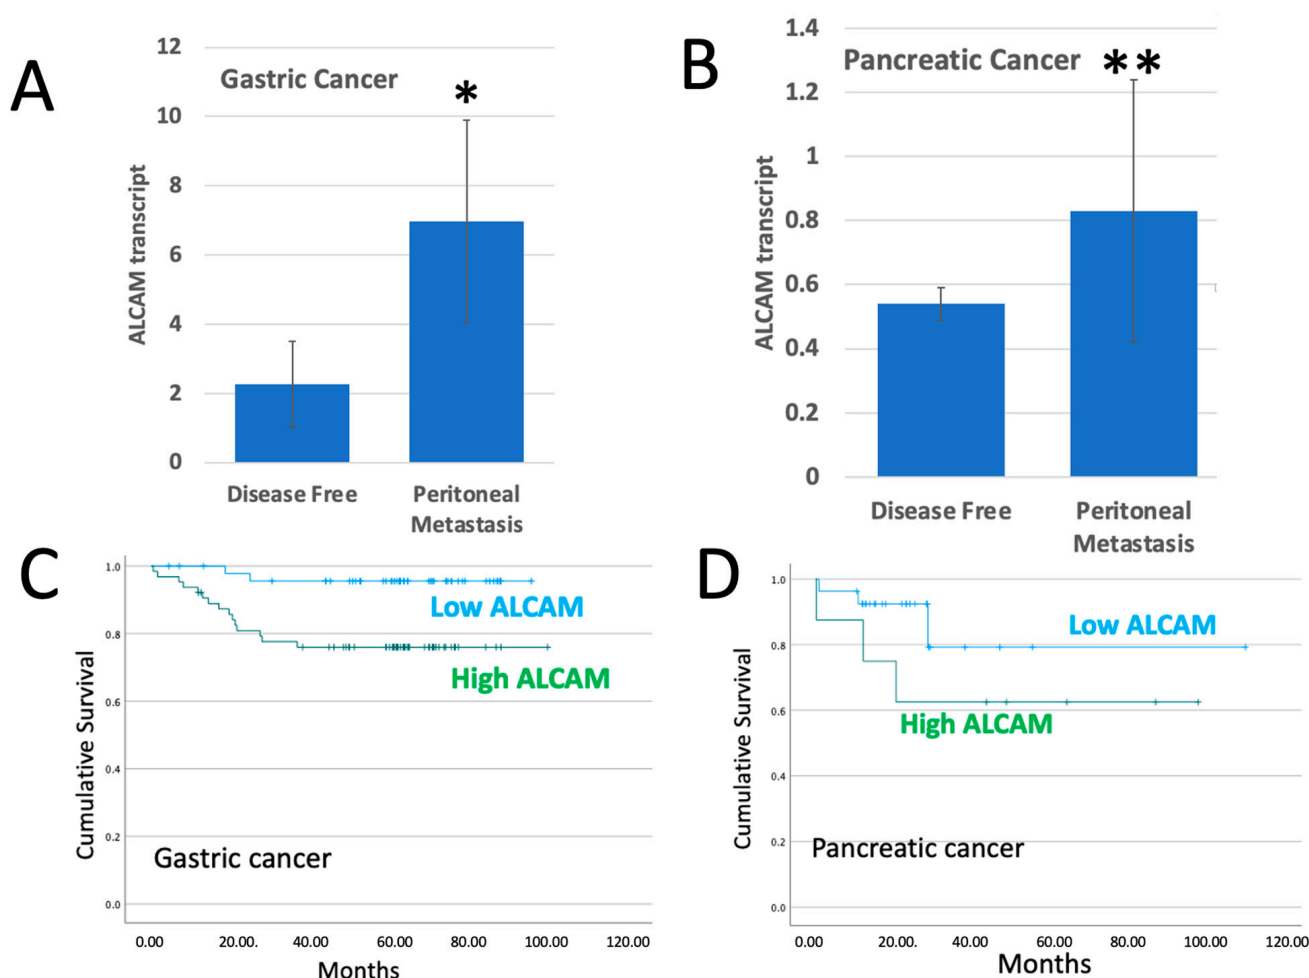 A
Gastric Cancer
*
ALCAM transcript
12
10
8
6
4
2
0
Disease Free
Peritoneal
Metastasis
B
Pancreatic Cancer **
ALCAM transcript
1.4
1.2
1
0.8
0.6
0.4
0.2
0
Disease Free
Peritoneal
Metastasis
C
Cumulative Survival
1.0
0.8
0.6
0.4
0.2
0.0
Low ALCAM
High ALCAM
Gastric cancer
0.00 20.00. 40.00 60.00 80.00 100.00 120.00
Months
D
Cumulative Survival
1.0
0.8
0.6
0.4
0.2
0.0
Low ALCAM
High ALCAM
Pancreatic cancer
0.00 20.00. 40.00 60.00 80.00 100.00 120.00
Months